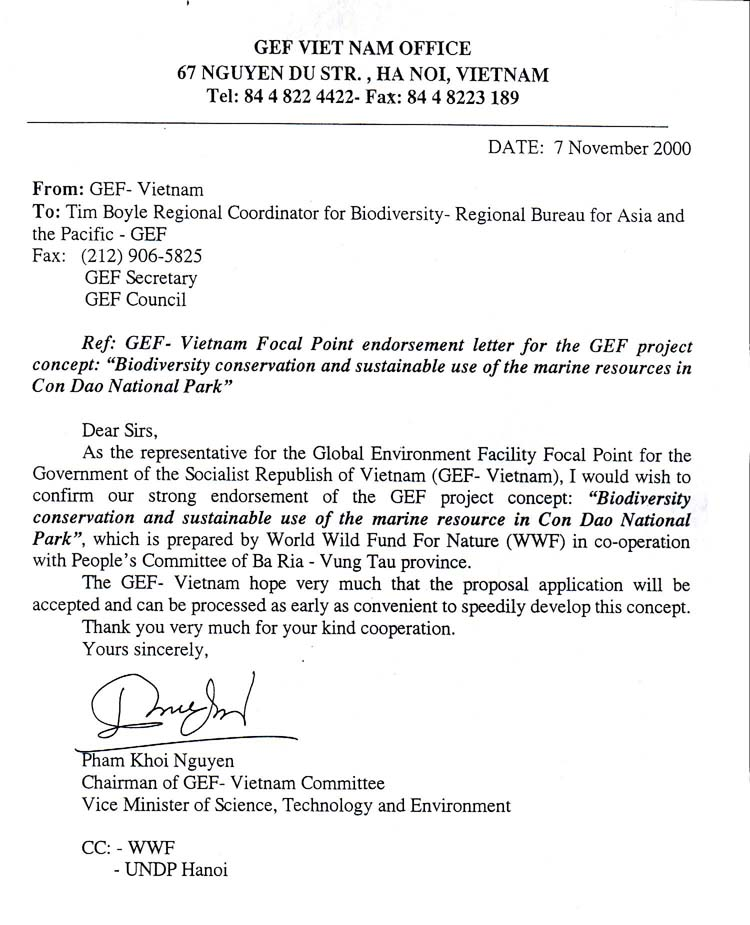 GEF VIET NAM OFFICE
67 NGUYEN DU STR. , HA NOI, VIETNAM
Tel: 84 4 822 4422- Fax: 84 4 8223 189
DATE: 7 November 2000
From: GEF- Vietnam
To: Tim Boyle Regional Coordinator for Biodiversity- Regional Bureau for Asia and
the Pacific - GEF
Fax: (212) 906-5825
GEF Secretary
GEF Council
Ref: GEF- Vietnam Focal Point endorsement letter for the GEF project
concept: “Biodiversity conservation and sustainable use of the marine resources in
Con Dao National Park”
Dear Sirs,
As the representative for the Global Environment Facility Focal Point for the
Government of the Socialist Republish of Vietnam (GEF- Vietnam), I would wish to
confirm our strong endorsement of the GEF project concept: “Biodiversity
conservation and sustainable use of the marine resource in Con Dao National
Park”, which is prepared by World Wild Fund For Nature (WWF) in co-operation
with People’s Committee of Ba Ria - Vung Tau province.
The GEF- Vietnam hope very much that the proposal application will be
accepted and can be processed as early as convenient to speedily develop this concept.
Thank you very much for your kind cooperation.
Yours sincerely,
Pham Khoi Nguyen
Chairman of GEF- Vietnam Committee
Vice Minister of Science, Technology and Environment
CC: - WWF
- UNDP Hanoi